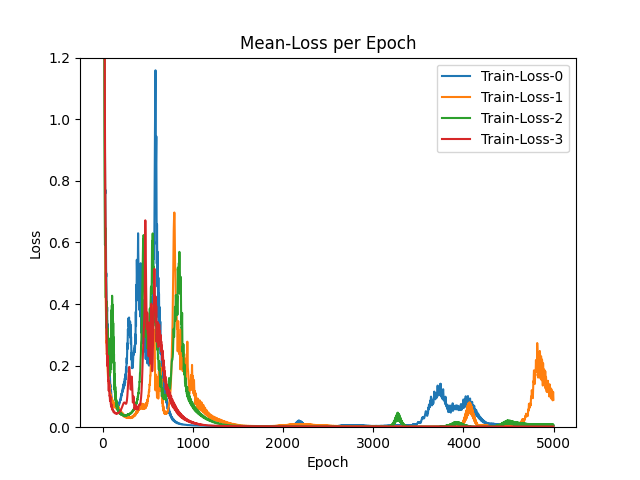 Mean-Loss per Epoch
1.2
1.0
0.8
0.6
0.4
0.2
0.0
Loss
Train-Loss-0
Train-Loss-1
Train-Loss-2
Train-Loss-3
0 1000 2000 3000 4000 5000
Epoch